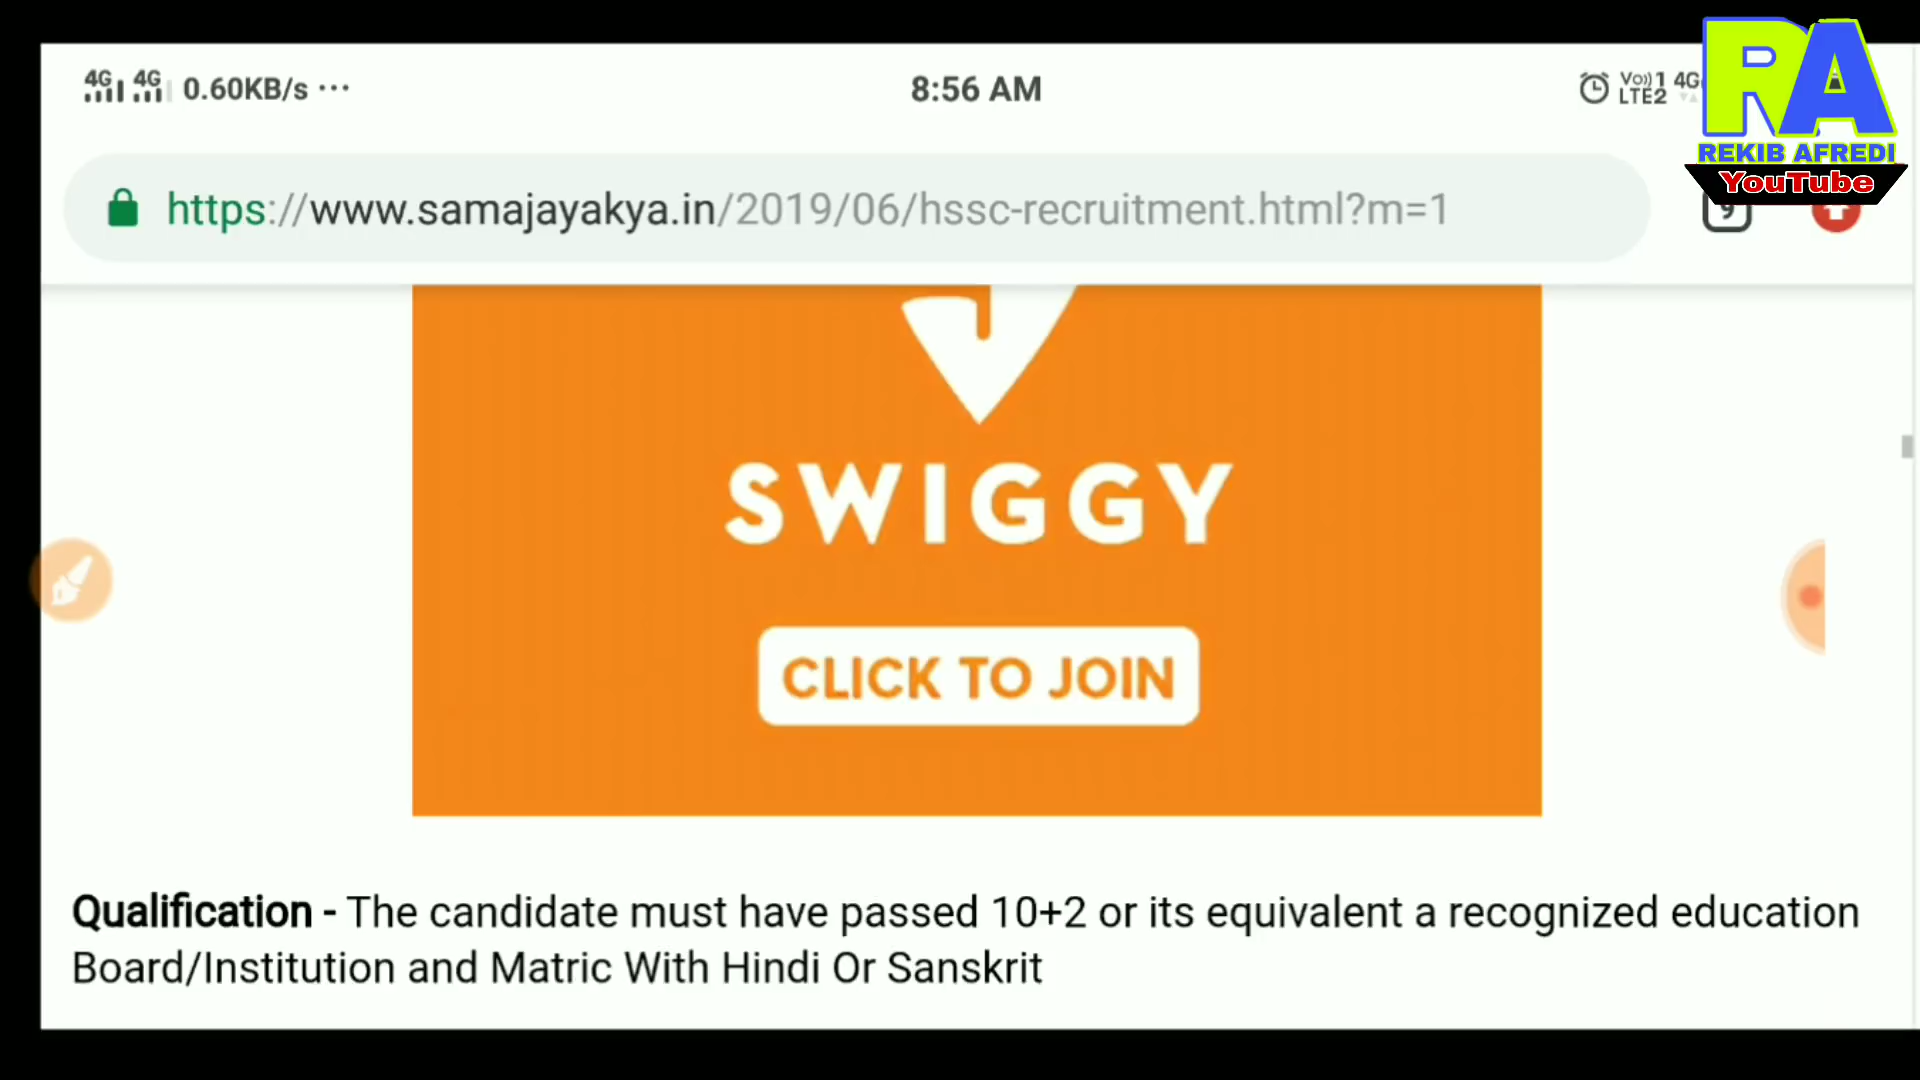 4G 4G 0.60KB/s ...
8:56 AM
Vo)) 1 4G
LTE2
RA
REKIB AFREDI
YouTube
https://www.samajayakya.in/2019/06/hssc-recruitment.html?m=1
9
SWIGGY
CLICK TO JOIN
Qualification - The candidate must have passed 10+2 or its equivalent a recognized education
Board/Institution and Matric With Hindi Or Sanskrit